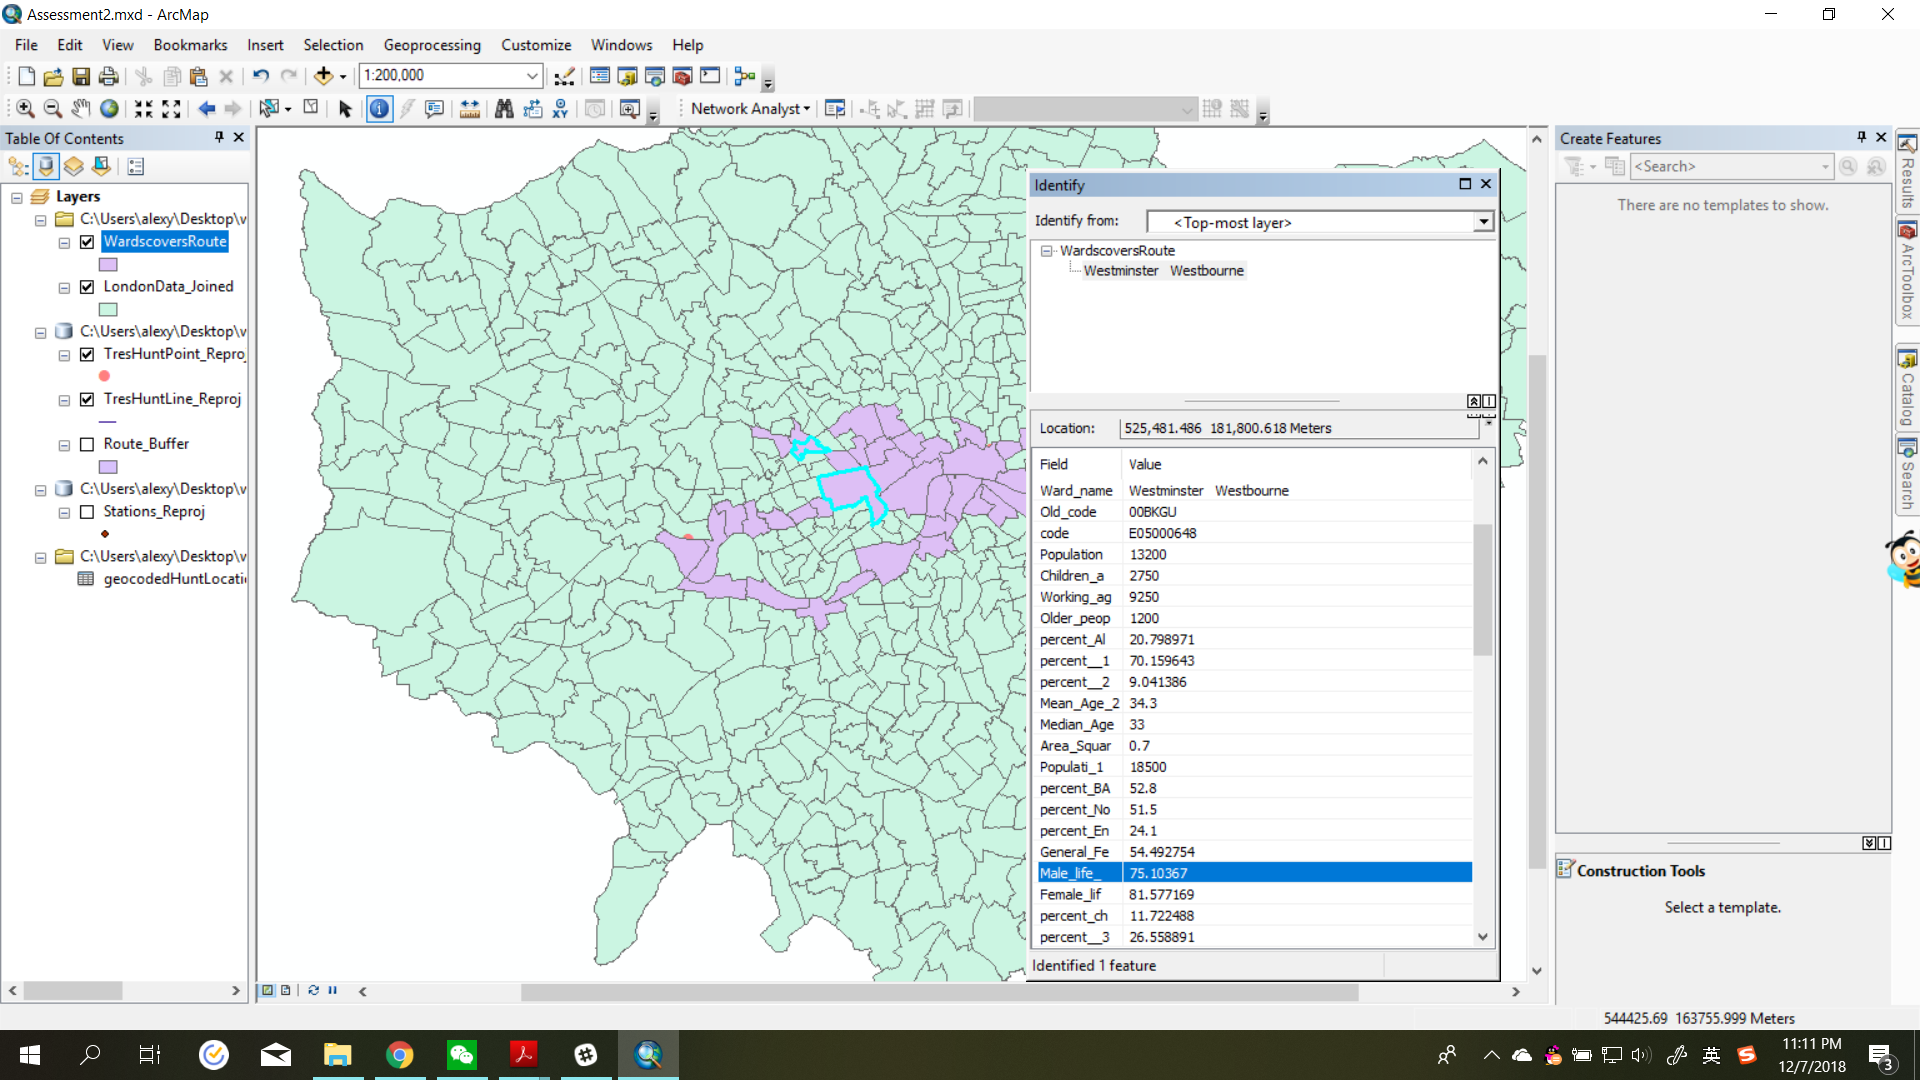 Assessment2.mxd - ArcMap
File Edit View Bookmarks Insert Selection Geoprocessing Customize Windows Help
1:200,000
Network Analyst
Table Of Contents
Layers
C:\Users\alexy\Desktop\v
WardscoversRoute
LondonData_Joined
C:\Users\alexy\Desktop\v
TresHuntPoint_Repro
TresHuntLine_Reproj
Route_Buffer
C:\Users\alexy\Desktop\v
Stations_Reproj
C:\Users\alexy\Desktop\v
geocodedHuntLocati
Identify
Identify from: <Top-most layer>
WardscoversRoute
Westminster Westbourne
Location: 525,481.486 181,800.618 Meters
Field Value
Ward_name Westminster Westbourne
Old_code 00BKGU
code E05000648
Population 13200
Children_a 2750
Working_ag 9250
Older_peop 1200
percent_Al 20.798971
percent__1 70.159643
percent__2 9.041386
Mean_Age_2 34.3
Median_Age 33
Area_Squar 0.7
Populati_1 18500
percent_BA 52.8
percent_No 51.5
percent_En 24.1
General_Fe 54.492754
Male_life_ 75.10367
Female_lif 81.577169
percent_ch 11.722488
percent__3 26.558891
Identified 1 feature
Create Features
<Search>
There are no templates to show.
Construction Tools
Select a template.
Results
ArcToolbox
Catalog
Search
544425.69 163755.999 Meters
英
11:11 PM
12/7/2018
3